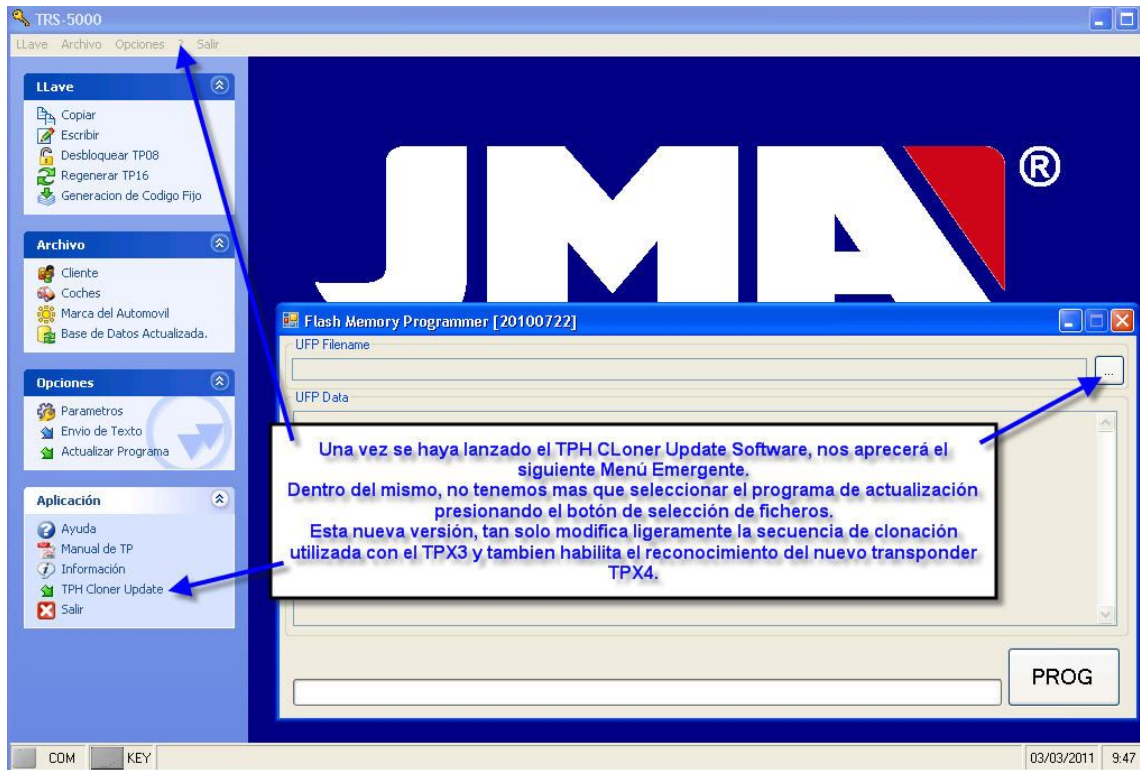 TRS-5000
LLave Archivo Opciones ? Salir
LLave
Copiar
Escribir
Desbloquear TP08
Regenerar TP16
Generacion de Codigo Fijo
Archivo
Cliente
Coches
Marca del Automovil
Base de Datos Actualizada.
Opciones
Parametros
Envio de Texto
Actualizar Programa
Aplicación
Ayuda
Manual de TP
Información
TPH Cloner Update
Salir
JMA ®
Flash Memory Programmer [20100722]
UFP Filename
...
UFP Data
Una vez se haya lanzado el TPH CLoner Update Software, nos aprecerá el
siguiente Menú Emergente.
Dentro del mismo, no tenemos mas que seleccionar el programa de actualización
presionando el botón de selección de ficheros.
Esta nueva versión, tan solo modifica ligeramente la secuencia de clonación
utilizada con el TPX3 y tambien habilita el reconocimiento del nuevo transponder
TPX4.
PROG
COM KEY 03/03/2011 9:47